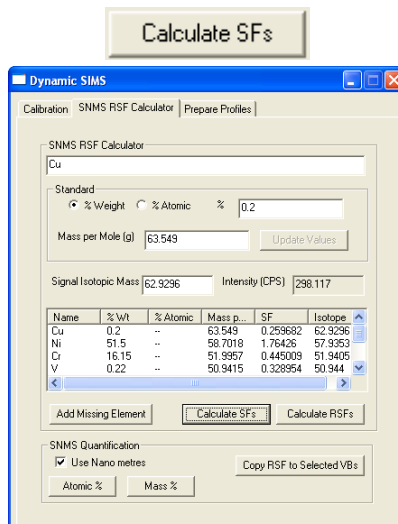 Calculate SFs
Dynamic SIMS
Calibration SNMS RSF Calculator Prepare Profiles
SNMS RSF Calculator
Cu
Standard
% Weight % Atomic % 0.2
Mass per Mole (g) 63.549 Update Values
Signal Isotopic Mass 62.9296 Intensity (CPS) 298.117
Name % Wt % Atomic Mass p... SF Isotope
Cu 0.2 -- 63.549 0.259682 62.9296
Ni 51.5 -- 58.7018 1.76426 57.9353
Cr 16.15 -- 51.9957 0.445009 51.9405
V 0.22 -- 50.9415 0.328954 50.944
Add Missing Element Calculate SFs Calculate RSFs
SNMS Quantification
Use Nano metres Copy RSF to Selected VBs
Atomic % Mass %